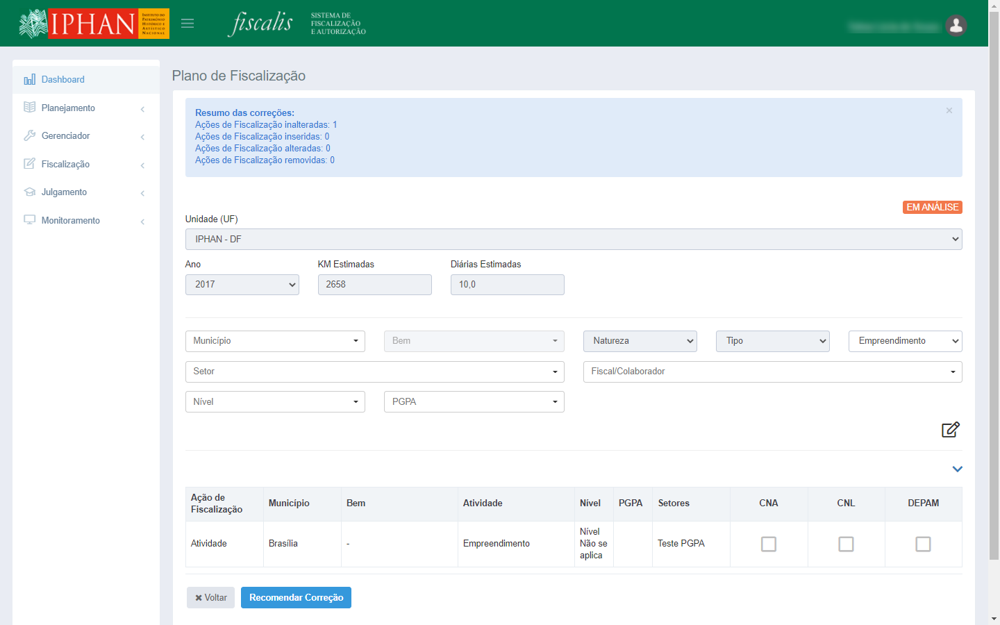 IPHAN
INSTITUTO DO
PATRIMÔNIO
HISTÓRICO E
ARTÍSTICO
NACIONAL
fiscalis
SISTEMA DE
FISCALIZAÇÃO
E AUTORIZAÇÃO
Dashboard
Planejamento
Gerenciador
Fiscalização
Julgamento
Monitoramento
Plano de Fiscalização
Resumo das correções:
Ações de Fiscalização inalteradas: 1
Ações de Fiscalização inseridas: 0
Ações de Fiscalização alteradas: 0
Ações de Fiscalização removidas: 0
×
EM ANÁLISE
Unidade (UF)
IPHAN - DF
Ano KM Estimadas Diárias Estimadas
2017 2658 10,0
Município Bem Natureza Tipo Empreendimento
Setor Fiscal/Colaborador
Nível PGPA
Ação de Fiscalização Município Bem Atividade Nível PGPA Setores CNA CNL DEPAM
Atividade Brasília - Empreendimento Nível Não se aplica Teste PGPA
Voltar Recomendar Correção